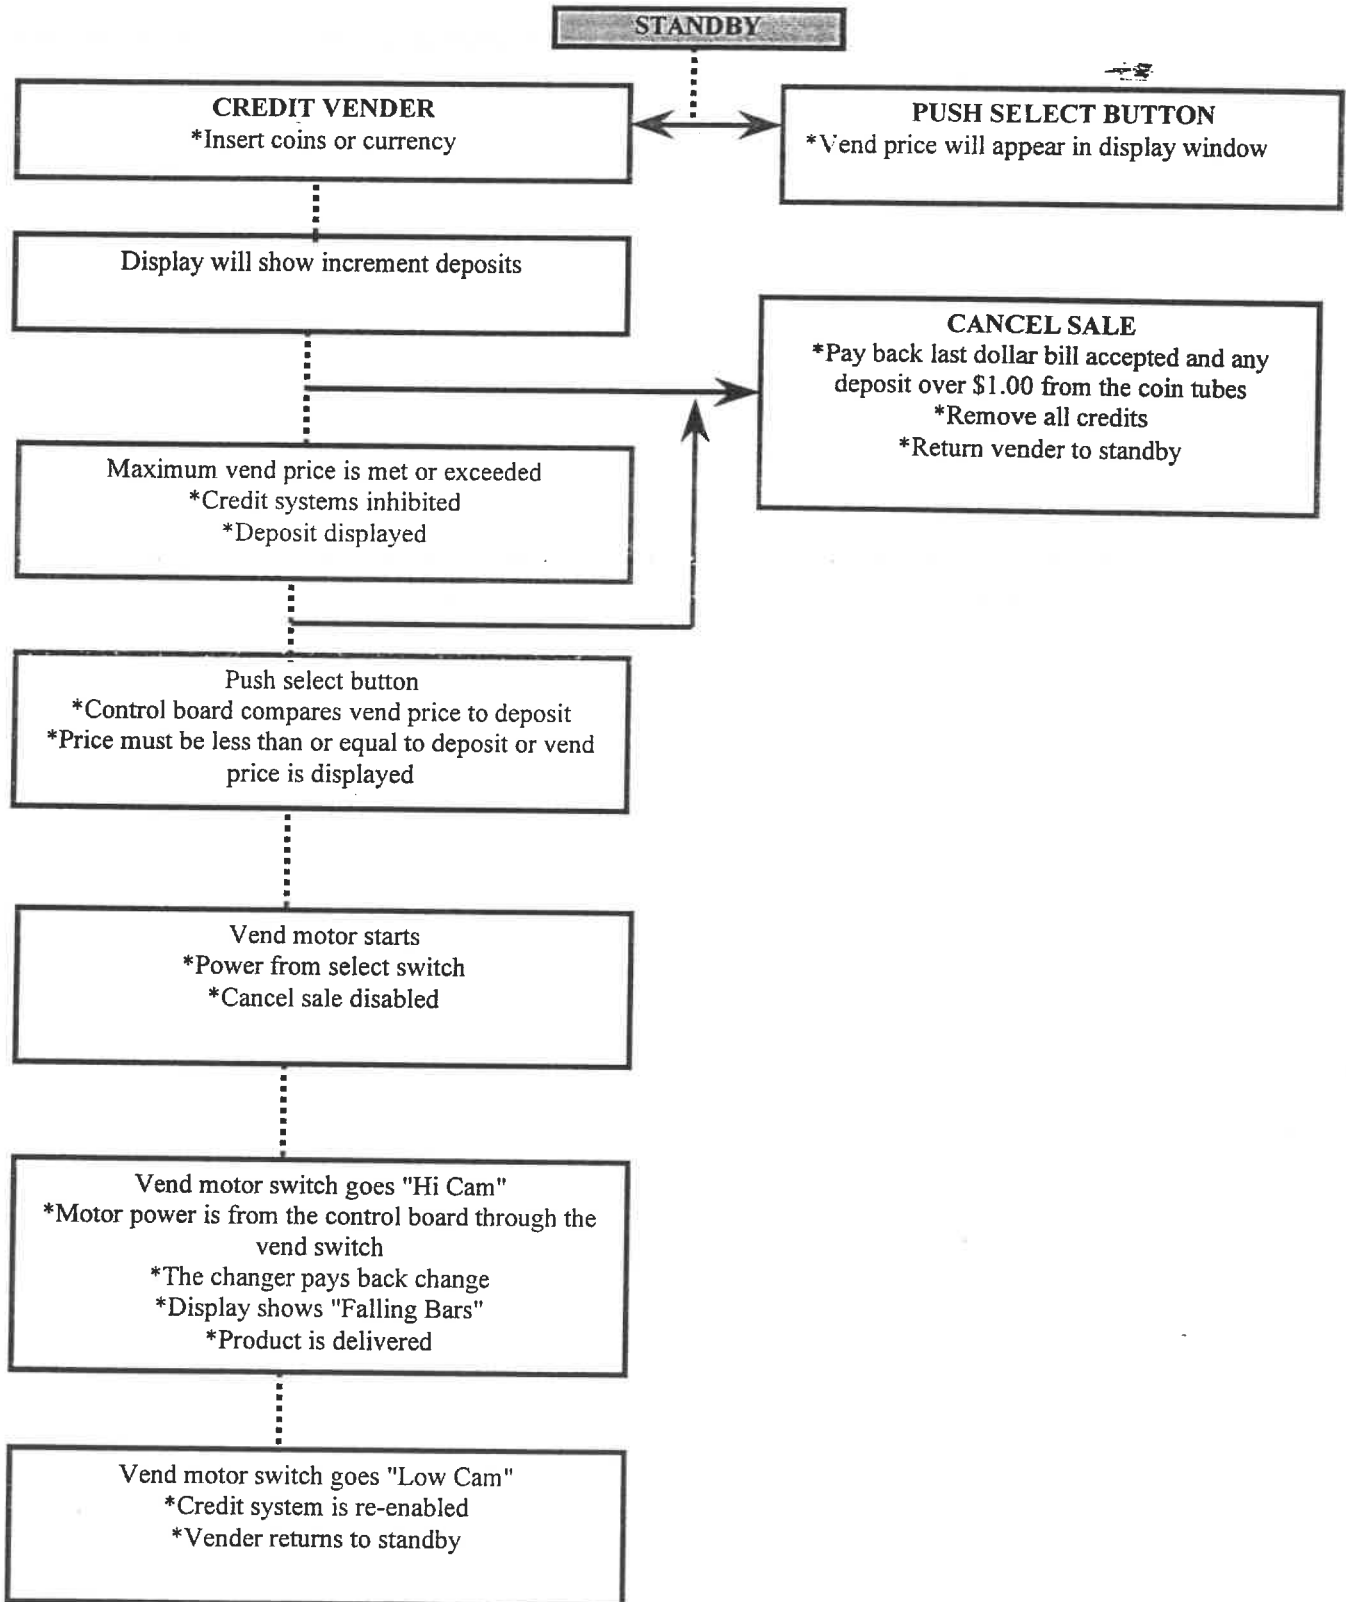 STANDBY
CREDIT VENDER
*Insert coins or currency
PUSH SELECT BUTTON
*Vend price will appear in display window
Display will show increment deposits
CANCEL SALE
*Pay back last dollar bill accepted and any
deposit over $1.00 from the coin tubes
*Remove all credits
*Return vender to standby
Maximum vend price is met or exceeded
*Credit systems inhibited
*Deposit displayed
Push select button
*Control board compares vend price to deposit
*Price must be less than or equal to deposit or vend
price is displayed
Vend motor starts
*Power from select switch
*Cancel sale disabled
Vend motor switch goes "Hi Cam"
*Motor power is from the control board through the
vend switch
*The changer pays back change
*Display shows "Falling Bars"
*Product is delivered
Vend motor switch goes "Low Cam"
*Credit system is re-enabled
*Vender returns to standby